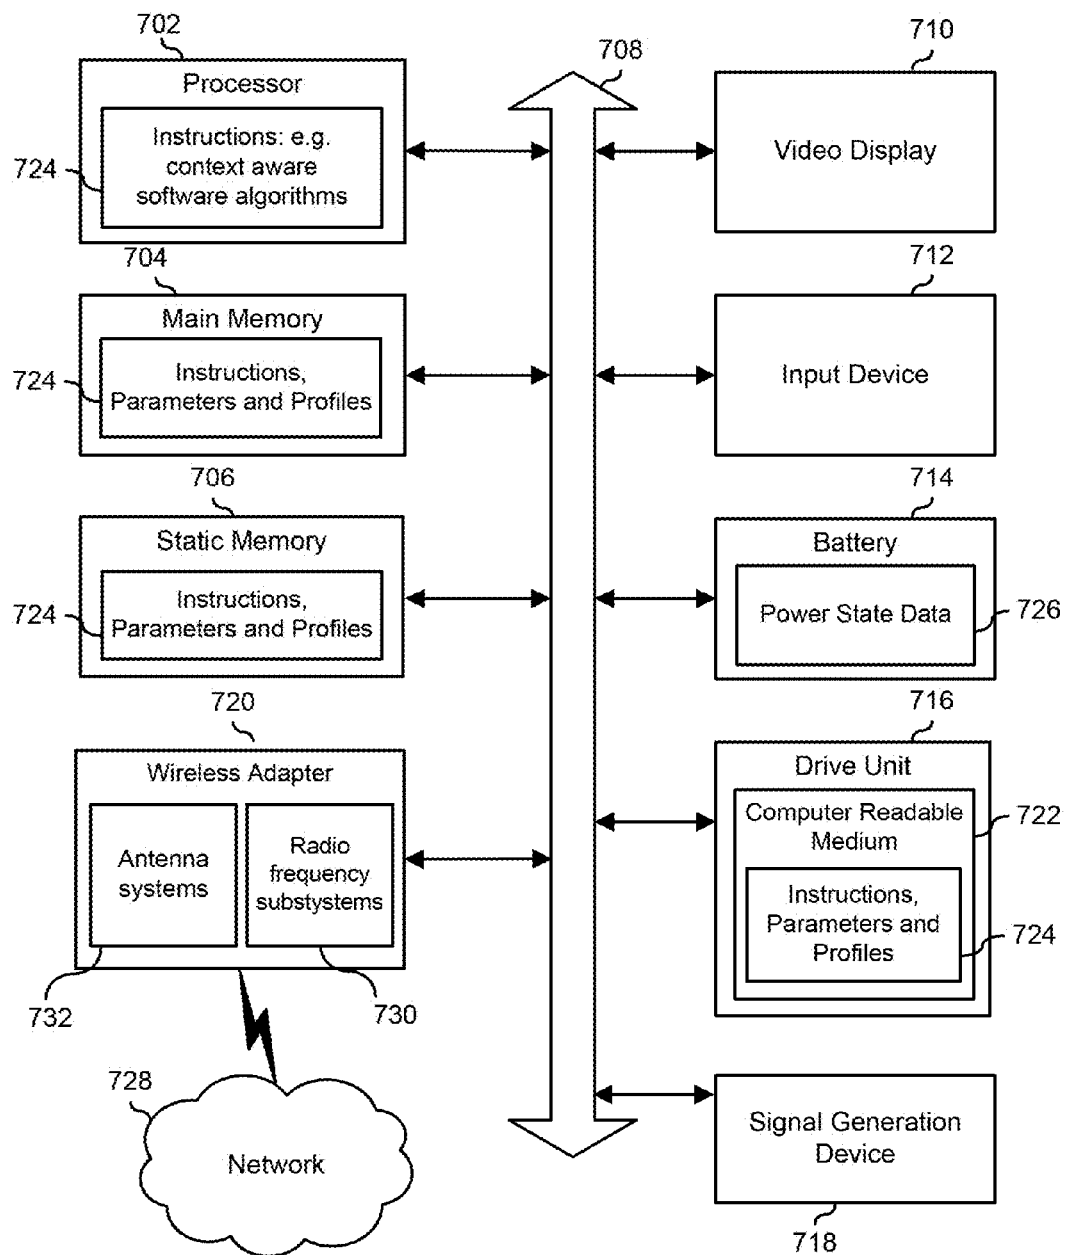 702
Processor
Instructions: e.g.
context aware
software algorithms
724
704
Main Memory
Instructions,
Parameters and Profiles
724
706
Static Memory
Instructions,
Parameters and Profiles
724
720
Wireless Adapter
Antenna
systems
Radio
frequency
substystems
732
730
728
Network
708
710
Video Display
712
Input Device
714
Battery
Power State Data
726
716
Drive Unit
Computer Readable
Medium
722
Instructions,
Parameters and
Profiles
724
Signal Generation
Device
718